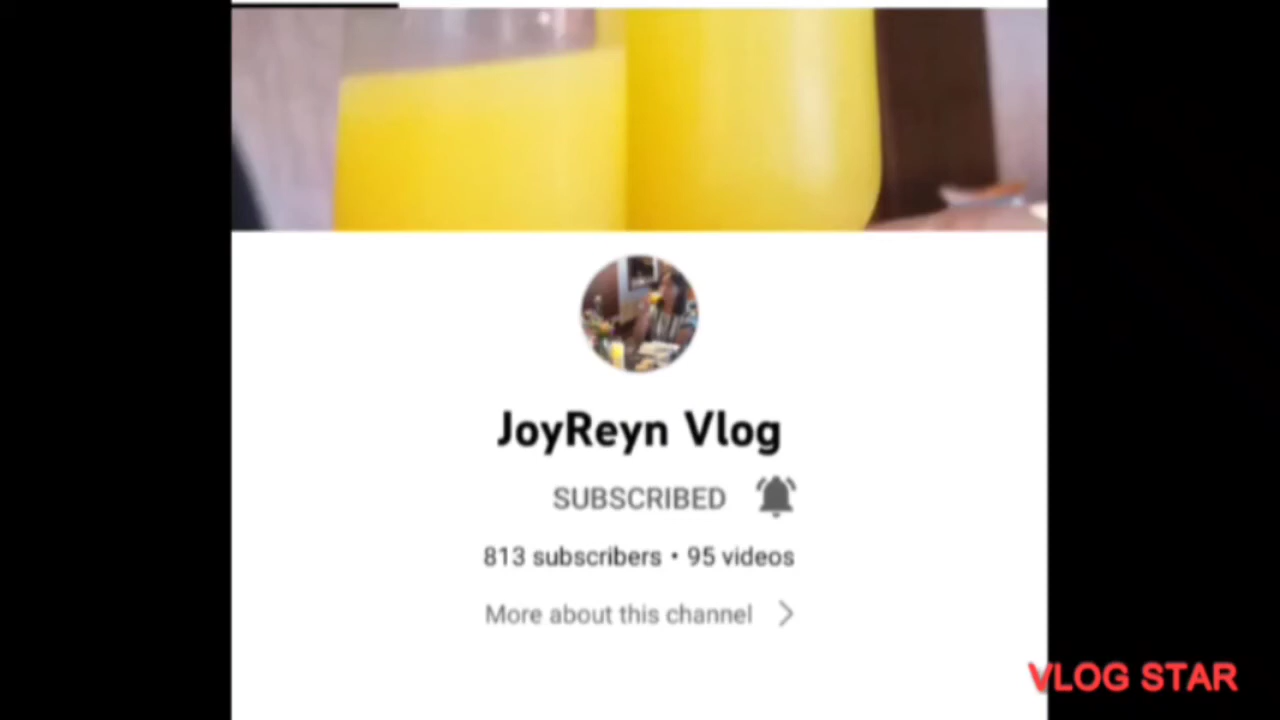 JoyReyn Vlog
SUBSCRIBED
813 subscribers • 95 videos
More about this channel
VLOG STAR